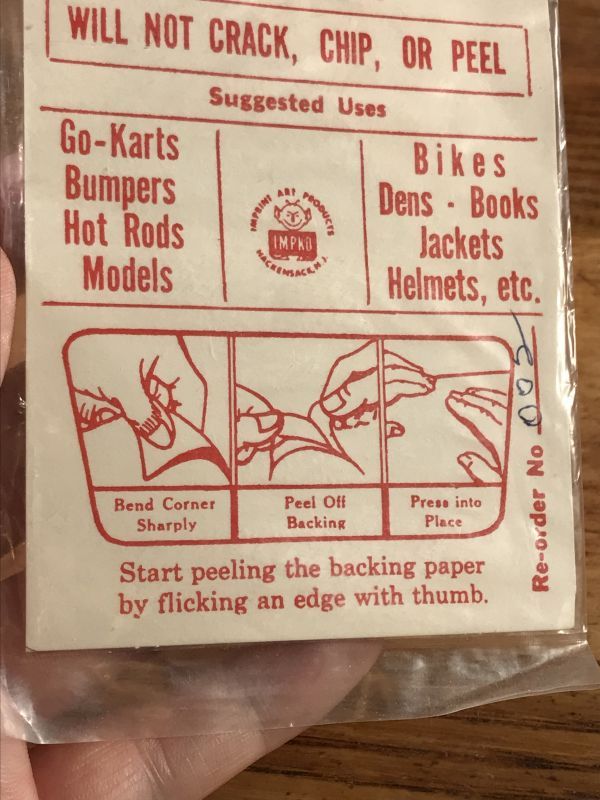 WILL NOT CRACK, CHIP, OR PEEL
Suggested Uses
Go-Karts
Bumpers
Hot Rods
Models
IMPRINT ART PRODUCTS
IMPKO
HACKENSACK, N.J.
Bikes
Dens - Books
Jackets
Helmets, etc.
Bend Corner
Sharply
Peel Off
Backing
Press into
Place
Start peeling the backing paper
by flicking an edge with thumb.
Re-order No 002